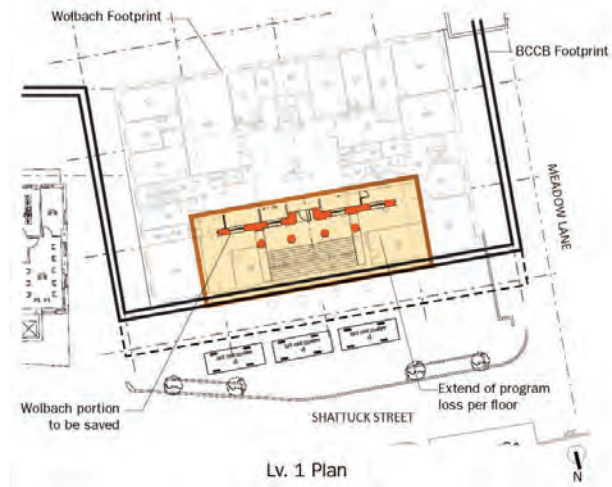 Wolbach Footprint
BCCB Footprint
MEADOW LANE
Wolbach portion
to be saved
Extend of program
loss per floor
SHATTUCK STREET
Lv. 1 Plan
N